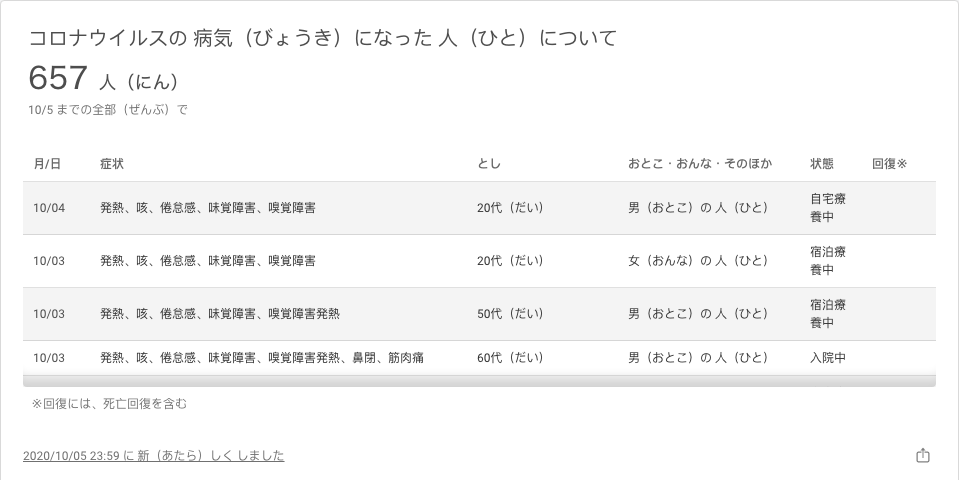 コロナウイルスの 病気（びょうき）になった 人（ひと）について
657 人（にん）
10/5 までの全部（ぜんぶ）で
月/日 症状 とし おとこ・おんな・そのほか 状態 回復※
10/04 発熱、咳、倦怠感、味覚障害、嗅覚障害 20代（だい） 男（おとこ）の 人（ひと） 自宅療
養中
10/03 発熱、咳、倦怠感、味覚障害、嗅覚障害 20代（だい） 女（おんな）の 人（ひと） 宿泊療
養中
10/03 発熱、咳、倦怠感、味覚障害、嗅覚障害発熱 50代（だい） 男（おとこ）の 人（ひと） 宿泊療
養中
10/03 発熱、咳、倦怠感、味覚障害、嗅覚障害発熱、鼻閉、筋肉痛 60代（だい） 男（おとこ）の 人（ひと） 入院中
※回復には、死亡回復を含む
2020/10/05 23:59 に 新（あたら）しく しました